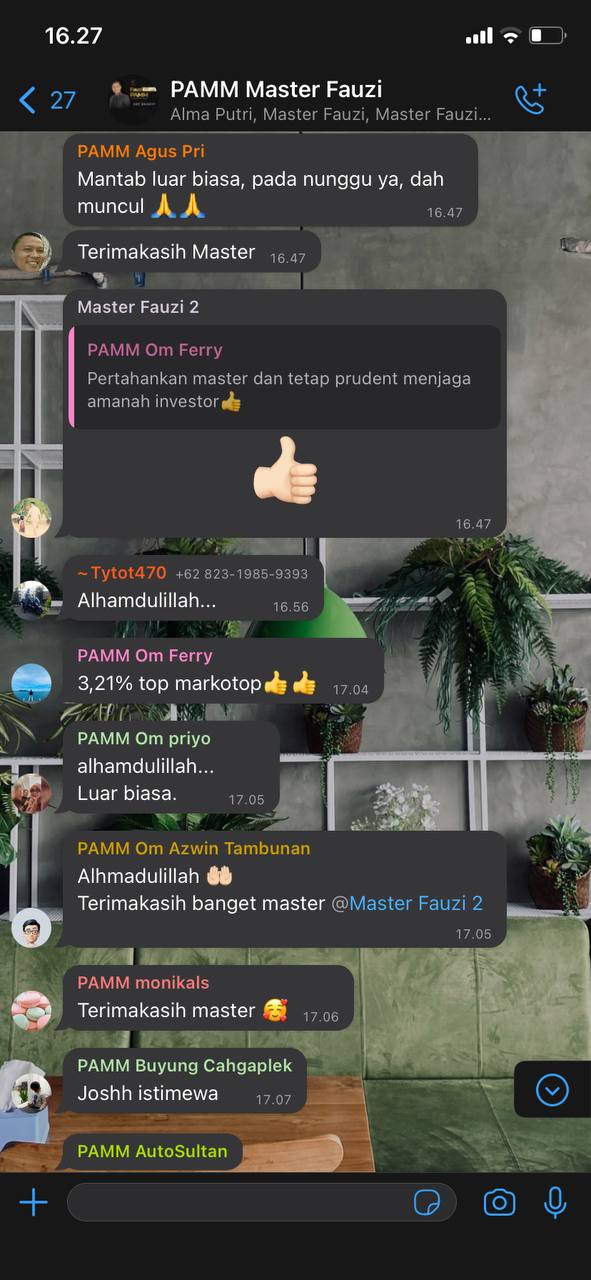 16.27
27
PAMM Master Fauzi
Alma Putri, Master Fauzi, Master Fauzi...
PAMM Agus Pri
Mantab luar biasa, pada nunggu ya, dah
muncul 🙏🙏
16.47
Terimakasih Master 16.47
Master Fauzi 2
PAMM Om Ferry
Pertahankan master dan tetap prudent menjaga
amanah investor👍
👍🏻
16.47
~Tytot470 +62 823-1985-9393
Alhamdulillah... 16.56
PAMM Om Ferry
3,21% top markotop👍👍 17.04
PAMM Om priyo
alhamdulillah...
Luar biasa. 17.05
PAMM Om Azwin Tambunan
Alhmadulillah 🤲🏻
Terimakasih banget master @Master Fauzi 2
17.05
PAMM monikals
Terimakasih master 🥰 17.06
PAMM Buyung Cahgaplek
Joshh istimewa 17.07
PAMM AutoSultan